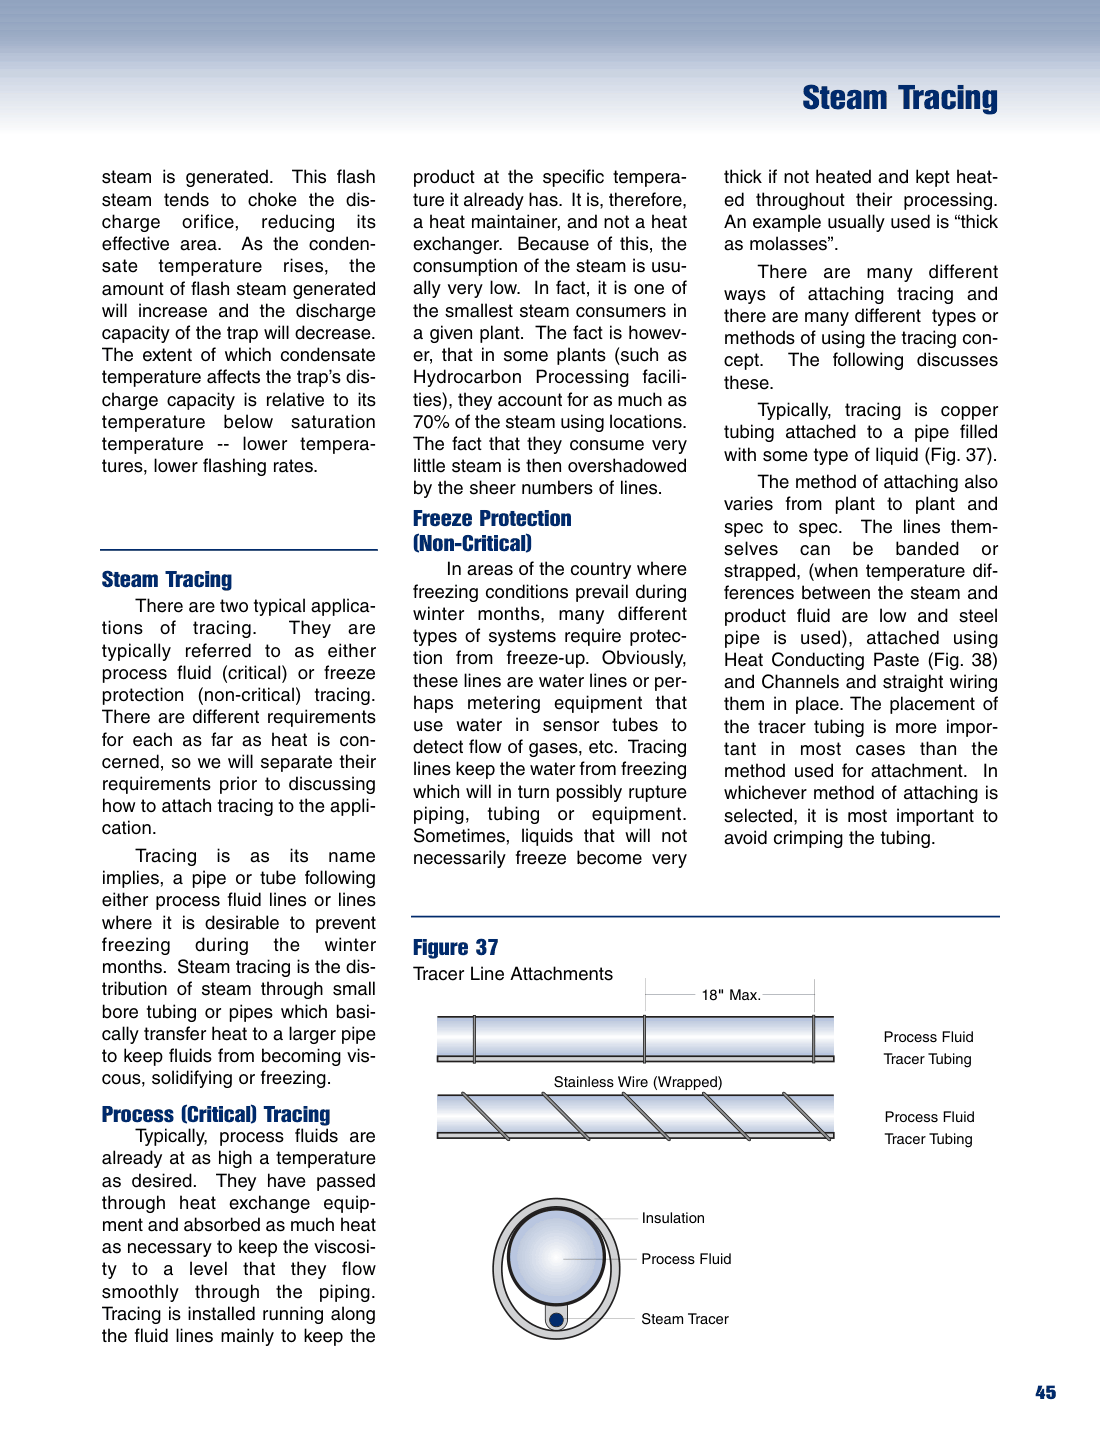 Steam Tracing
steam is generated. This flash
steam tends to choke the dis-
charge orifice, reducing its
effective area. As the conden-
sate temperature rises, the
amount of flash steam generated
will increase and the discharge
capacity of the trap will decrease.
The extent of which condensate
temperature affects the trap's dis-
charge capacity is relative to its
temperature below saturation
temperature -- lower tempera-
tures, lower flashing rates.
Steam Tracing
There are two typical applica-
tions of tracing. They are
typically referred to as either
process fluid (critical) or freeze
protection (non-critical) tracing.
There are different requirements
for each as far as heat is con-
cerned, so we will separate their
requirements prior to discussing
how to attach tracing to the appli-
cation.
Tracing is as its name
implies, a pipe or tube following
either process fluid lines or lines
where it is desirable to prevent
freezing during the winter
months. Steam tracing is the dis-
tribution of steam through small
bore tubing or pipes which basi-
cally transfer heat to a larger pipe
to keep fluids from becoming vis-
cous, solidifying or freezing.
Process (Critical) Tracing
Typically, process fluids are
already at as high a temperature
as desired. They have passed
through heat exchange equip-
ment and absorbed as much heat
as necessary to keep the viscosi-
ty to a level that they flow
smoothly through the piping.
Tracing is installed running along
the fluid lines mainly to keep the
product at the specific tempera-
ture it already has. It is, therefore,
a heat maintainer, and not a heat
exchanger. Because of this, the
consumption of the steam is usu-
ally very low. In fact, it is one of
the smallest steam consumers in
a given plant. The fact is howev-
er, that in some plants (such as
Hydrocarbon Processing facili-
ties), they account for as much as
70% of the steam using locations.
The fact that they consume very
little steam is then overshadowed
by the sheer numbers of lines.
Freeze Protection
(Non-Critical)
In areas of the country where
freezing conditions prevail during
winter months, many different
types of systems require protec-
tion from freeze-up. Obviously,
these lines are water lines or per-
haps metering equipment that
use water in sensor tubes to
detect flow of gases, etc. Tracing
lines keep the water from freezing
which will in turn possibly rupture
piping, tubing or equipment.
Sometimes, liquids that will not
necessarily freeze become very
thick if not heated and kept heat-
ed throughout their processing.
An example usually used is “thick
as molasses”.
There are many different
ways of attaching tracing and
there are many different types or
methods of using the tracing con-
cept. The following discusses
these.
Typically, tracing is copper
tubing attached to a pipe filled
with some type of liquid (Fig. 37).
The method of attaching also
varies from plant to plant and
spec to spec. The lines them-
selves can be banded or
strapped, (when temperature dif-
ferences between the steam and
product fluid are low and steel
pipe is used), attached using
Heat Conducting Paste (Fig. 38)
and Channels and straight wiring
them in place. The placement of
the tracer tubing is more impor-
tant in most cases than the
method used for attachment. In
whichever method of attaching is
selected, it is most important to
avoid crimping the tubing.
Figure 37
Tracer Line Attachments
18" Max.
Process Fluid
Tracer Tubing
Stainless Wire (Wrapped)
Process Fluid
Tracer Tubing
Insulation
Process Fluid
Steam Tracer
45